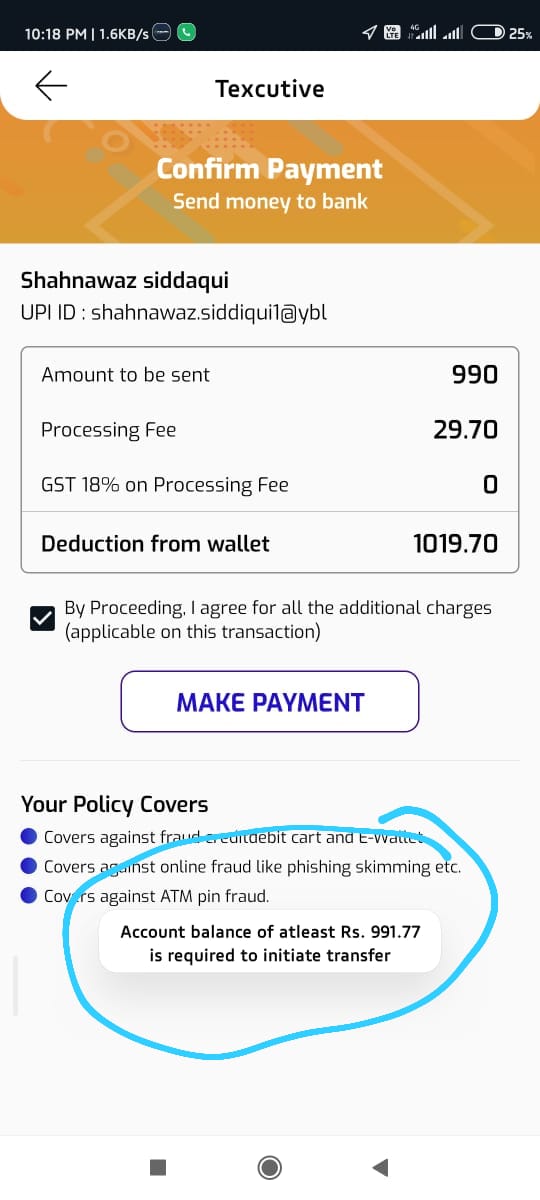 10:18 PM | 1.6KB/s
Vo LTE 4G 25%
Texcutive
Confirm Payment
Send money to bank
Shahnawaz siddaqui
UPI ID : shahnawaz.siddiqui1@ybl
Amount to be sent 990
Processing Fee 29.70
GST 18% on Processing Fee 0
Deduction from wallet 1019.70
By Proceeding, I agree for all the additional charges
(applicable on this transaction)
MAKE PAYMENT
Your Policy Covers
Covers against fraud creditdebit cart and E-Wallet
Covers against online fraud like phishing skimming etc.
Covers against ATM pin fraud.
Account balance of atleast Rs. 991.77
is required to initiate transfer